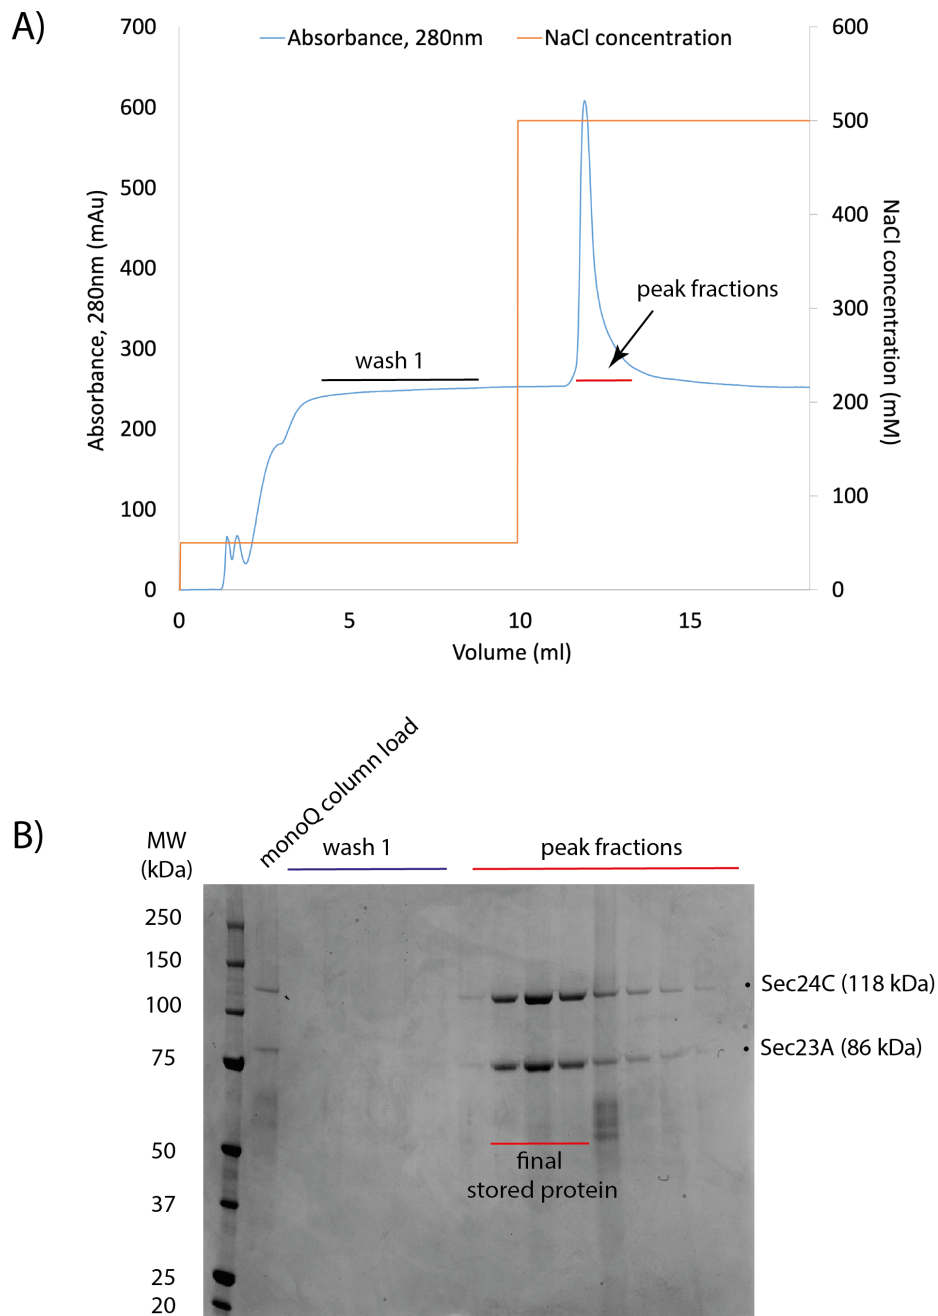 A)
Absorbance, 280nm
NaCl concentration
700
600
500
400
300
200
100
0
Absorbance, 280nm (mAu)
600
500
400
300
200
100
0
NaCl concentration (mM)
wash 1
peak fractions
0
5
10
15
Volume (ml)
B)
MW
(kDa)
monoQ column load
wash 1
peak fractions
250
150
100
75
50
37
25
20
Sec24C (118 kDa)
Sec23A (86 kDa)
final
stored protein